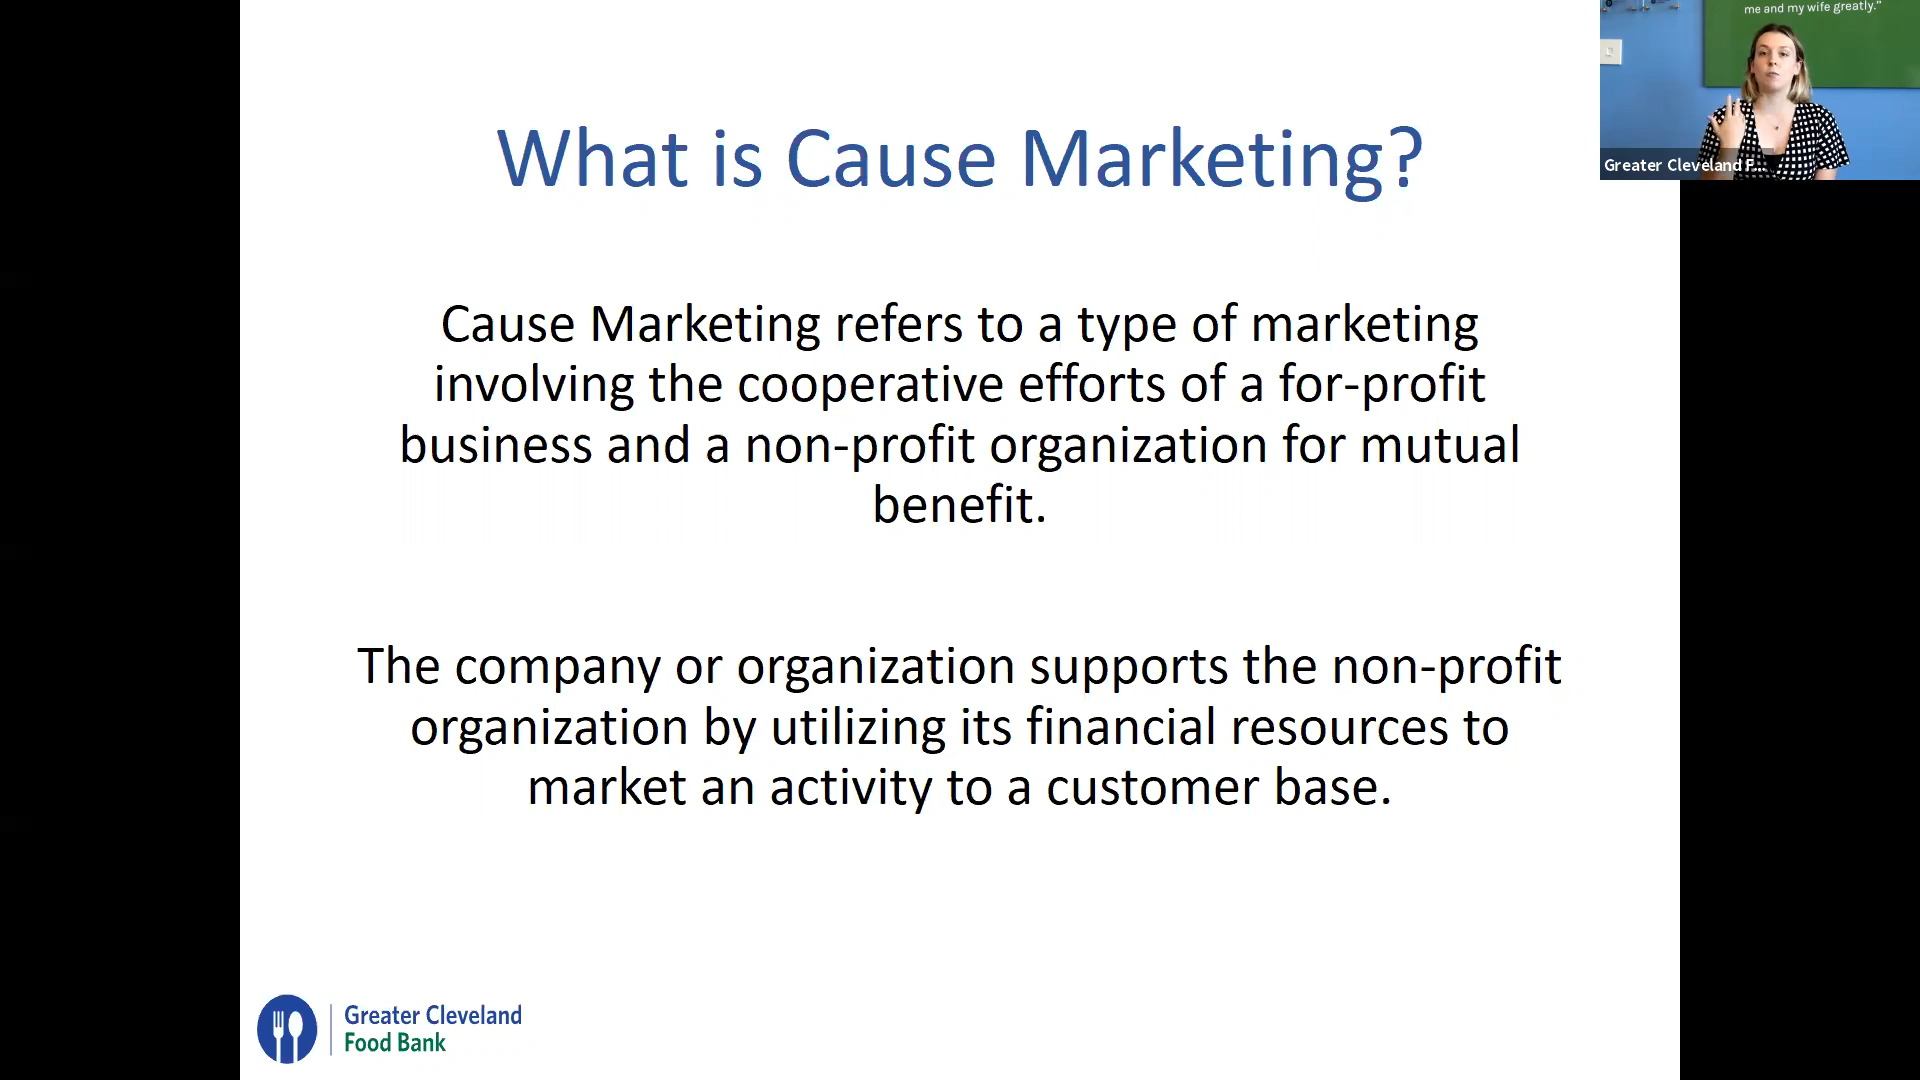 me and my wife greatly."
Greater Cleveland F...
What is Cause Marketing?
Cause Marketing refers to a type of marketing
involving the cooperative efforts of a for-profit
business and a non-profit organization for mutual
benefit.
The company or organization supports the non-profit
organization by utilizing its financial resources to
market an activity to a customer base.
Greater Cleveland
Food Bank